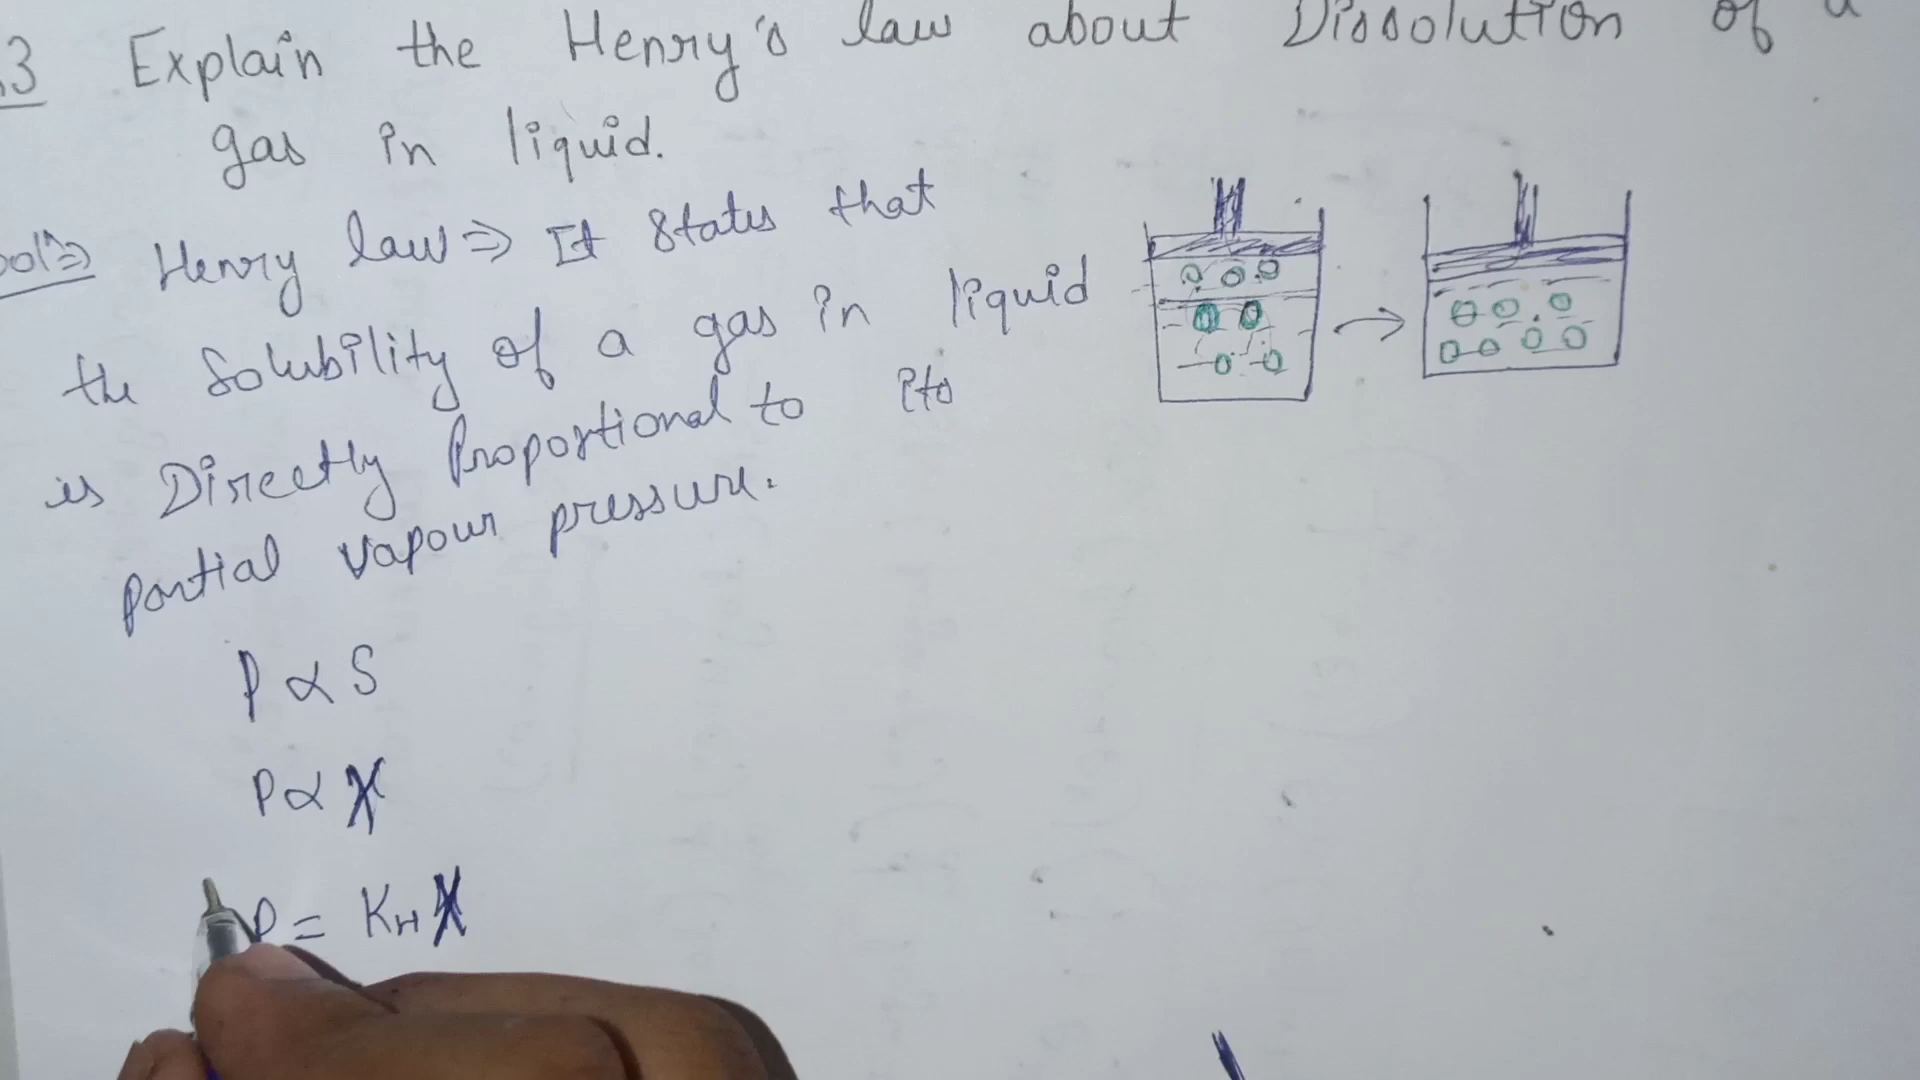 .3 Explain the Henry's law about Dissolution of a
gas in liquid.
Sol⇒ Henry law ⇒ It states that
the Solubility of a gas in liquid
is Directly Proportional to its
partial vapour pressure.
P ∝ S
P ∝ X
P = KH X